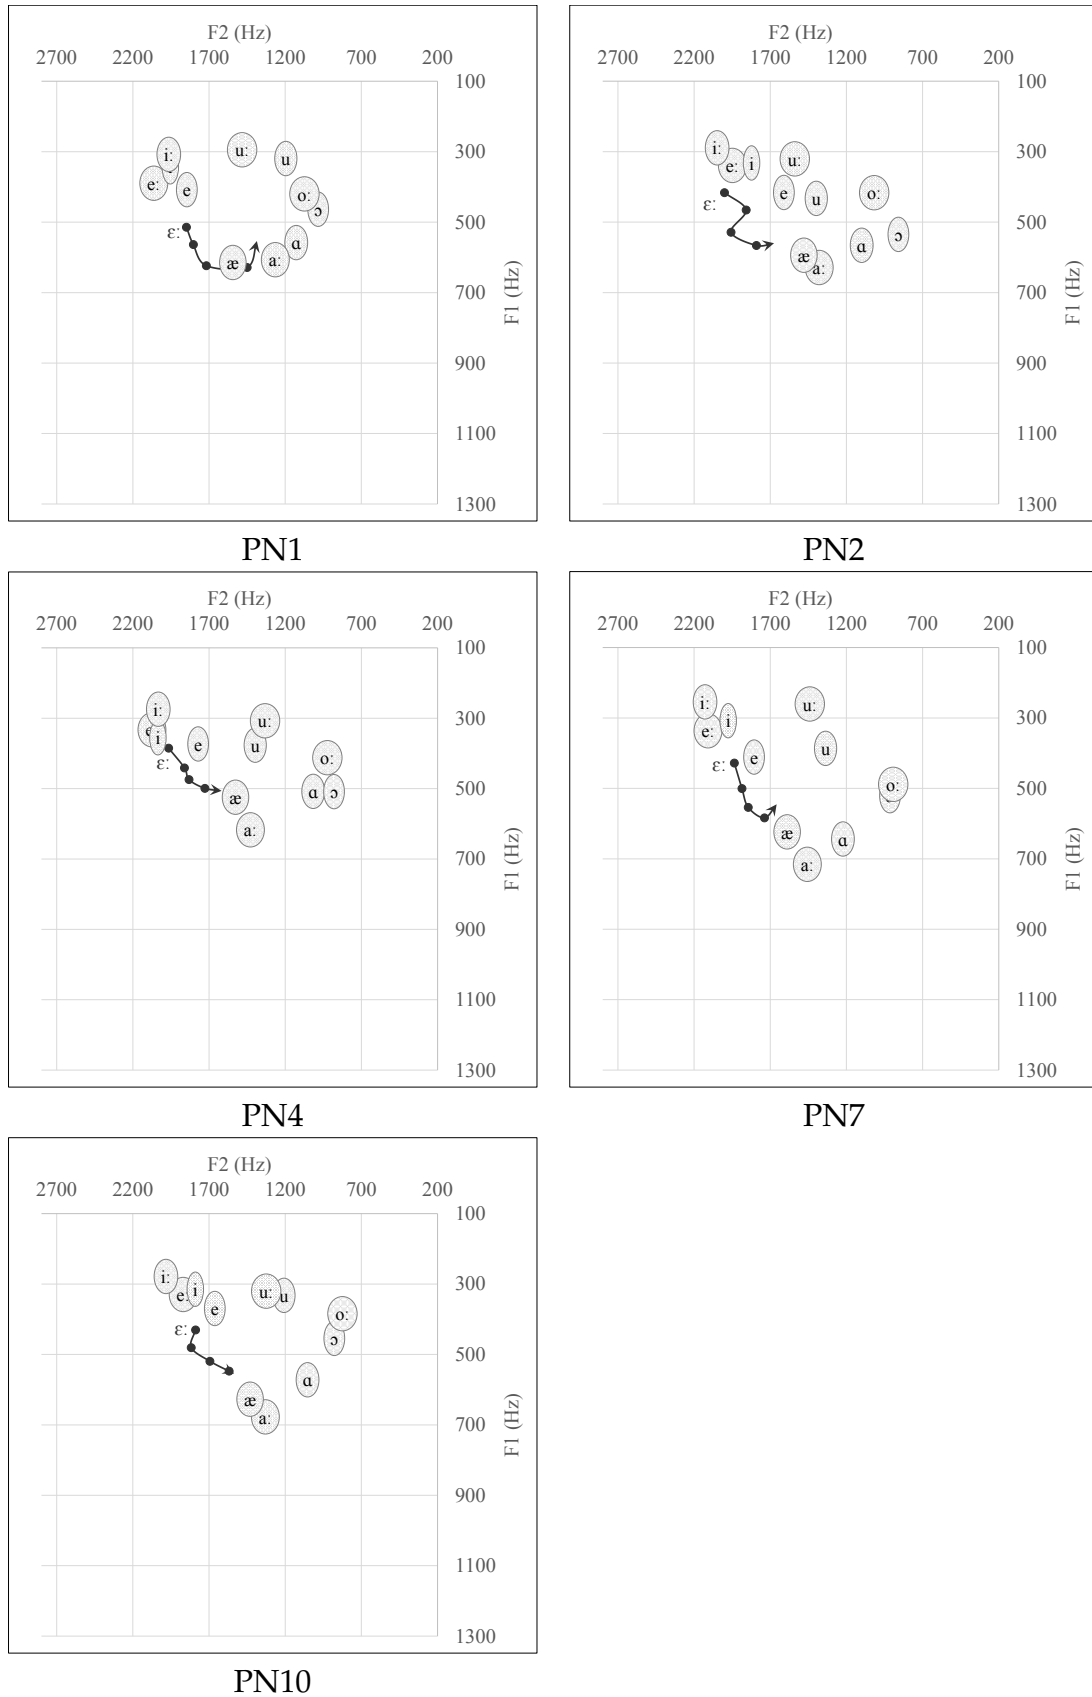 F2 (Hz)
2700 2200 1700 1200 700 200
100
300
500
700
900
1100
1300
F1 (Hz)
i:
e:
e
u:
u
o:
ɔ
ɑ
a:
æ
ɛ:
PN1
F2 (Hz)
2700 2200 1700 1200 700 200
100
300
500
700
900
1100
1300
F1 (Hz)
i:
e:
i
u:
e
u
o:
ɔ
ɑ
æ
a:
ɛ:
PN2
F2 (Hz)
2700 2200 1700 1200 700 200
100
300
500
700
900
1100
1300
F1 (Hz)
i:
i
e
u:
u
o:
ɑ
ɔ
æ
a:
ɛ:
PN4
F2 (Hz)
2700 2200 1700 1200 700 200
100
300
500
700
900
1100
1300
F1 (Hz)
i:
i
e:
u:
u
e
o:
ɛ:
æ
ɑ
a:
PN7
F2 (Hz)
2700 2200 1700 1200 700 200
100
300
500
700
900
1100
1300
F1 (Hz)
i:
e:
i
e
u:
u
o:
ɔ
ɛ:
ɑ
æ
a:
PN10